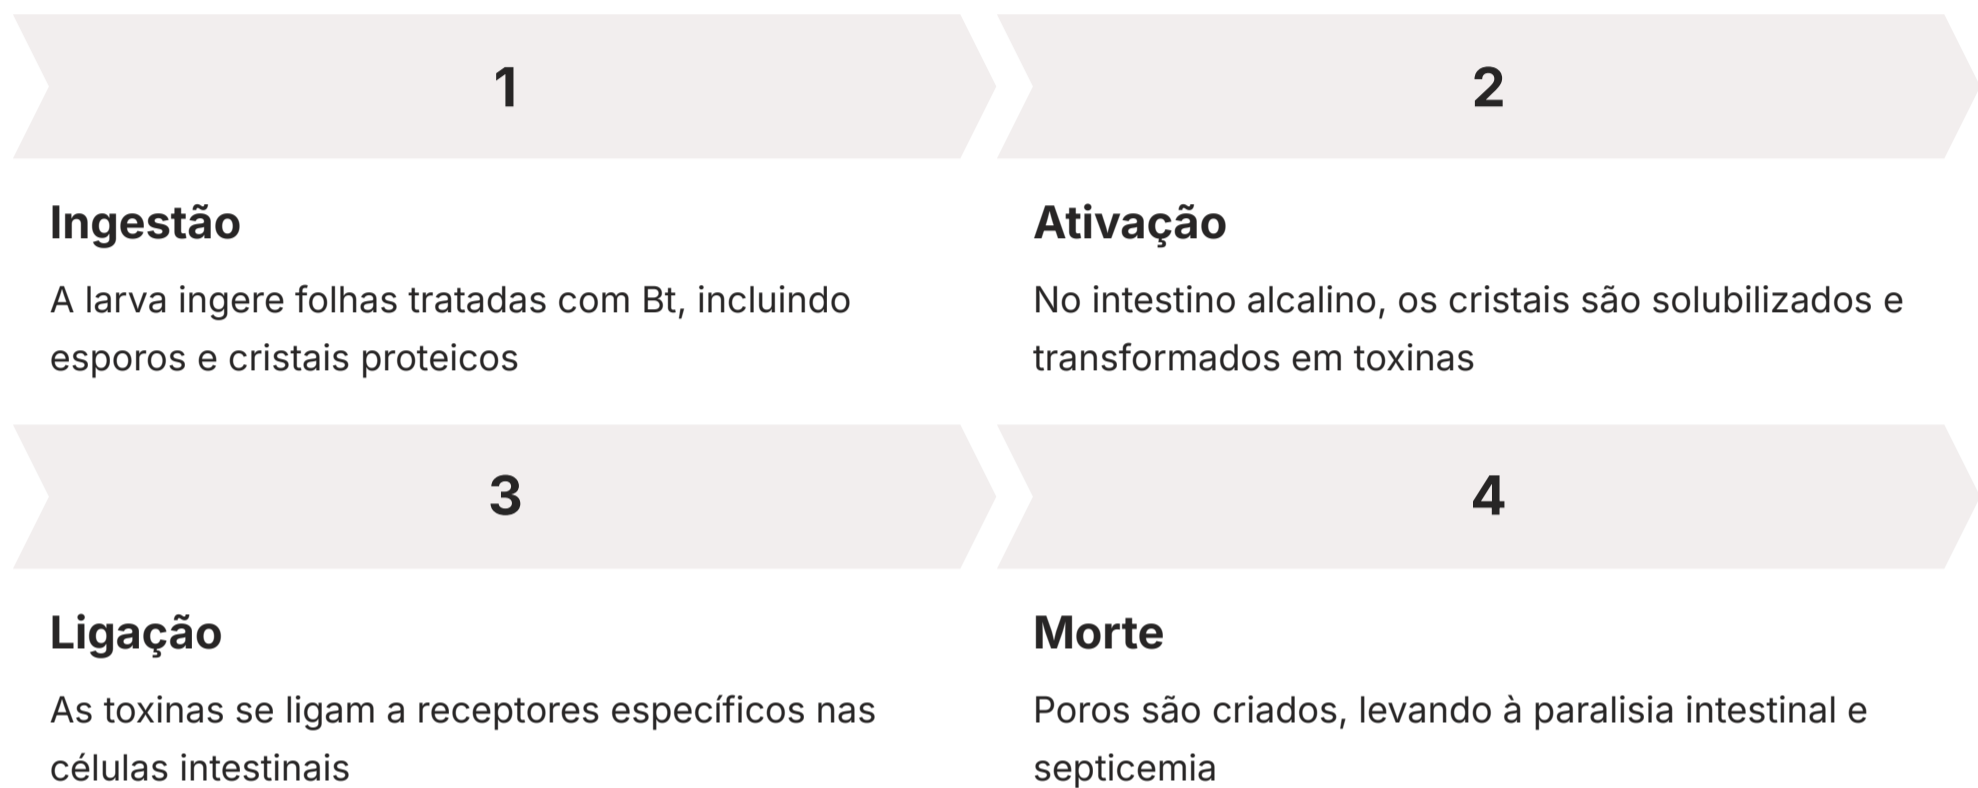 1
2
Ingestão
A larva ingere folhas tratadas com Bt, incluindo
esporos e cristais proteicos
Ativação
No intestino alcalino, os cristais são solubilizados e
transformados em toxinas
3
4
Ligação
As toxinas se ligam a receptores específicos nas
células intestinais
Morte
Poros são criados, levando à paralisia intestinal e
septicemia